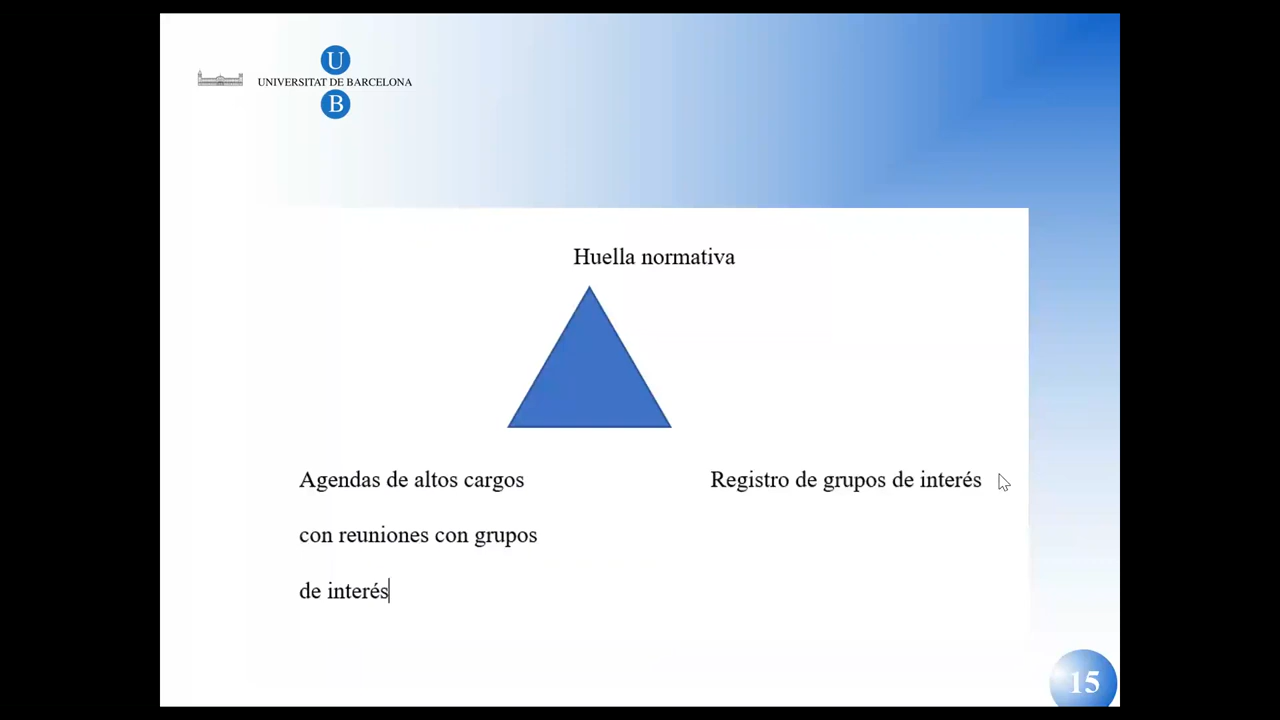 U
UNIVERSITAT DE BARCELONA
B
Huella normativa
Agendas de altos cargos
con reuniones con grupos
de interés
Registro de grupos de interés
15